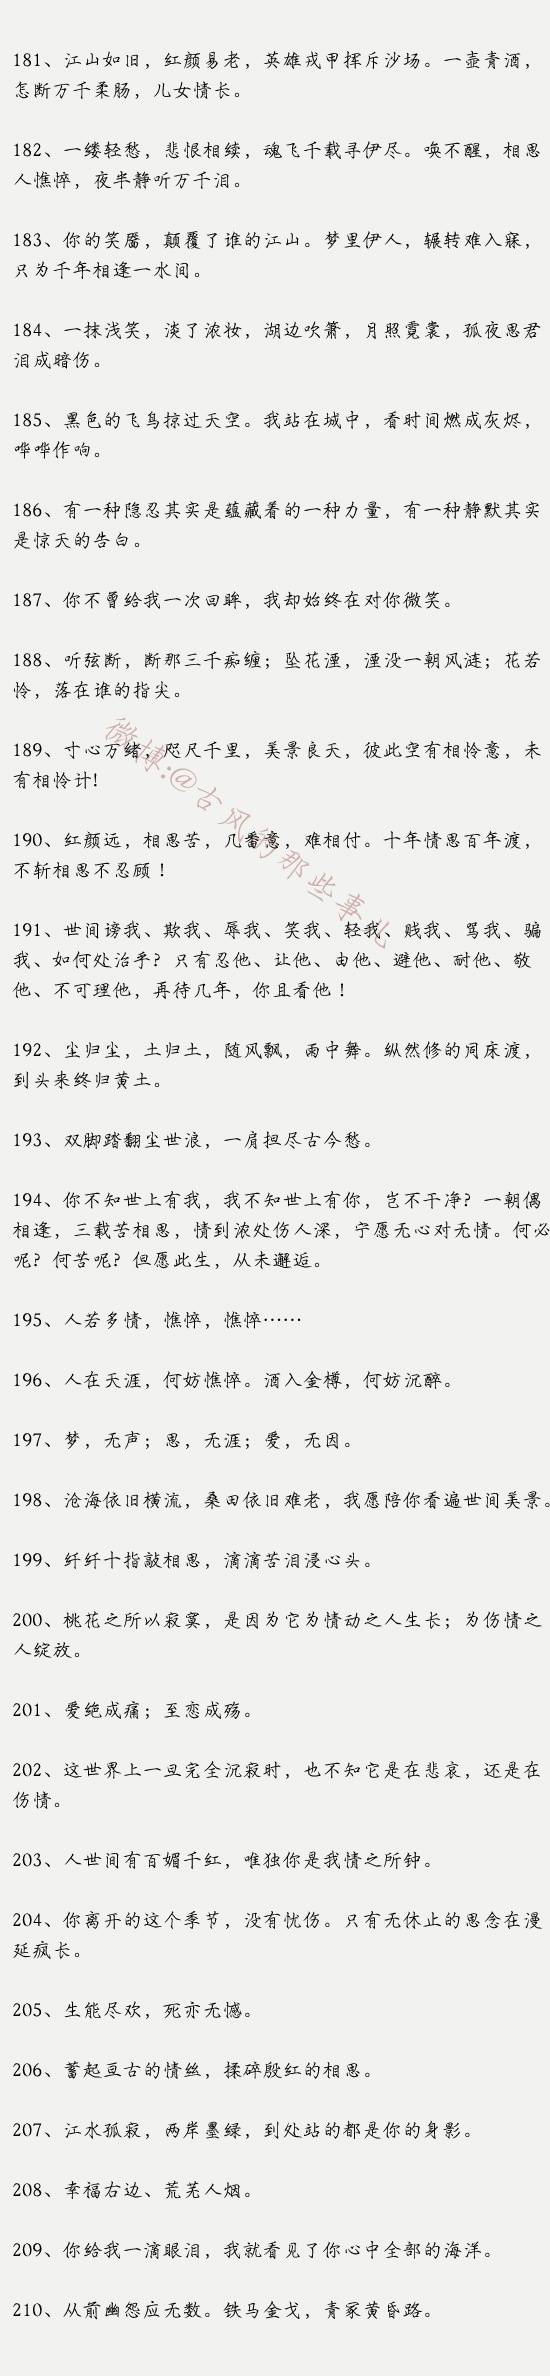 181、江山如旧，红颜易老，英雄戎甲挥斥沙场。一壶青酒，
怎断万千柔肠，儿女情长。
182、一缕轻愁，悲恨相续，魂飞千载寻伊尽。唤不醒，相思
人憔悴，夜半静听万千泪。
183、你的笑靥，颠覆了谁的江山。梦里伊人，辗转难入寐，
只为千年相逢一水间。
184、一抹浅笑，淡了浓妆，湖边吹箫，月照霓裳，孤夜思君
泪成暗伤。
185、黑色的飞鸟掠过天空。我站在城中，看时间燃成灰烬，
哗哗作响。
186、有一种隐忍其实是蕴藏着的一种力量，有一种静默其实
是惊天的告白。
187、你不曾给我一次回眸，我却始终在对你微笑。
188、听弦断，断那三千痴缠；坠花湮，湮没一朝风涟；花若
怜，落在谁的指尖。
189、寸心万绪，咫尺千里，美景良天，彼此空有相怜意，未
有相怜计!
微博:@古风的那些事儿
190、红颜远，相思苦，几番意，难相付。十年情思百年渡，
不斩相思不忍顾！
191、世间谤我、欺我、辱我、笑我、轻我、贱我、骂我、骗
我、如何处治乎？只有忍他、让他、由他、避他、耐他、敬
他、不可理他，再待几年，你且看他！
192、尘归尘，土归土，随风飘，雨中舞。纵然修的同床渡，
到头来终归黄土。
193、双脚踏翻尘世浪，一肩担尽古今愁。
194、你不知世上有我，我不知世上有你，岂不干净？一朝偶
相逢，三载苦相思，情到浓处伤人深，宁愿无心对无情。何必
呢？何苦呢？但愿此生，从未邂逅。
195、人若多情，憔悴，憔悴……
196、人在天涯，何妨憔悴。酒入金樽，何妨沉醉。
197、梦，无声；思，无涯；爱，无因。
198、沧海依旧横流，桑田依旧难老，我愿陪你看遍世间美景。
199、纤纤十指敲相思，滴滴苦泪浸心头。
200、桃花之所以寂寞，是因为它为情动之人生长；为伤情之
人绽放。
201、爱绝成痛；至恋成殇。
202、这世界上一旦完全沉寂时，也不知它是在悲哀，还是在
伤情。
203、人世间有百媚千红，唯独你是我情之所钟。
204、你离开的这个季节，没有忧伤。只有无休止的思念在漫
延疯长。
205、生能尽欢，死亦无憾。
206、蓄起亘古的情丝，揉碎殷红的相思。
207、江水孤寂，两岸墨绿，到处站的都是你的身影。
208、幸福右边、荒芜人烟。
209、你给我一滴眼泪，我就看见了你心中全部的海洋。
210、从前幽怨应无数。铁马金戈，青冢黄昏路。